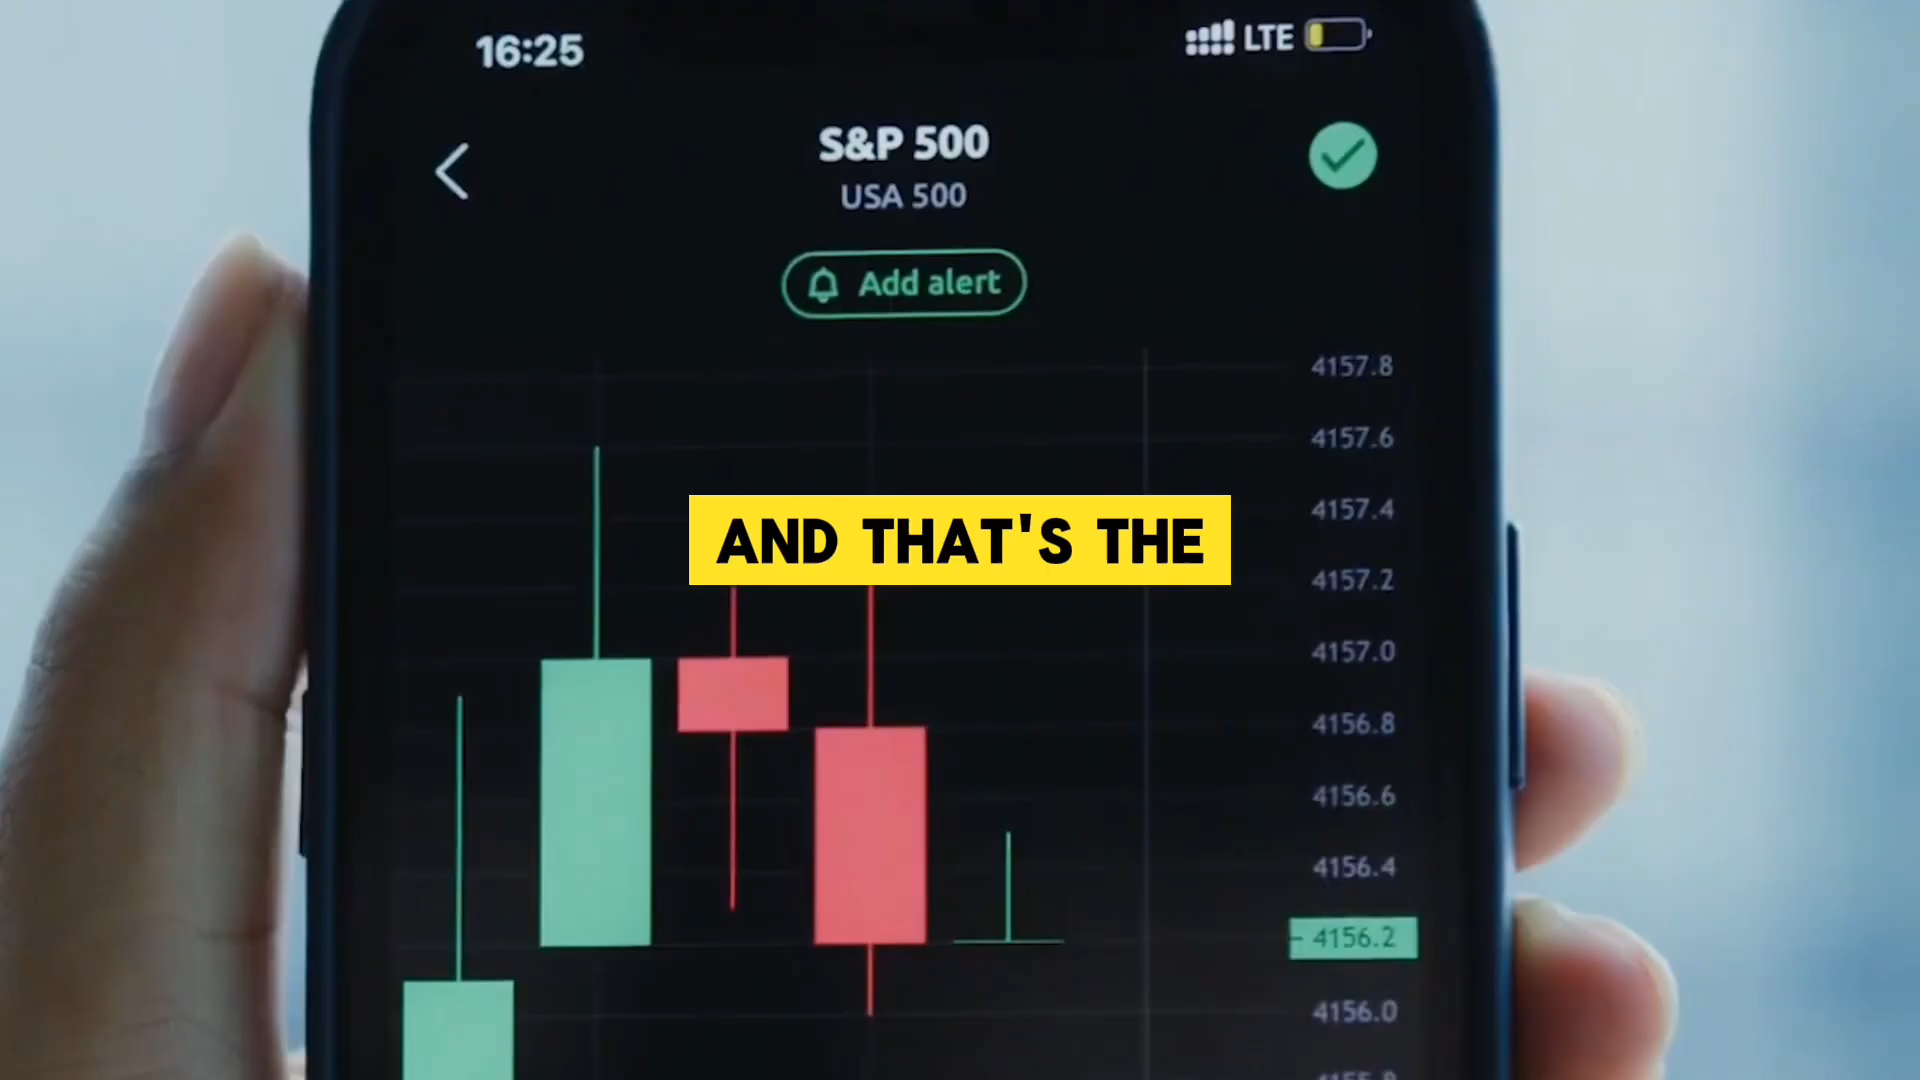 16:25 LTE
S&P 500
USA 500
Add alert
4157.8
4157.6
4157.4
AND THAT'S THE
4157.2
4157.0
4156.8
4156.6
4156.4
4156.2
4156.0